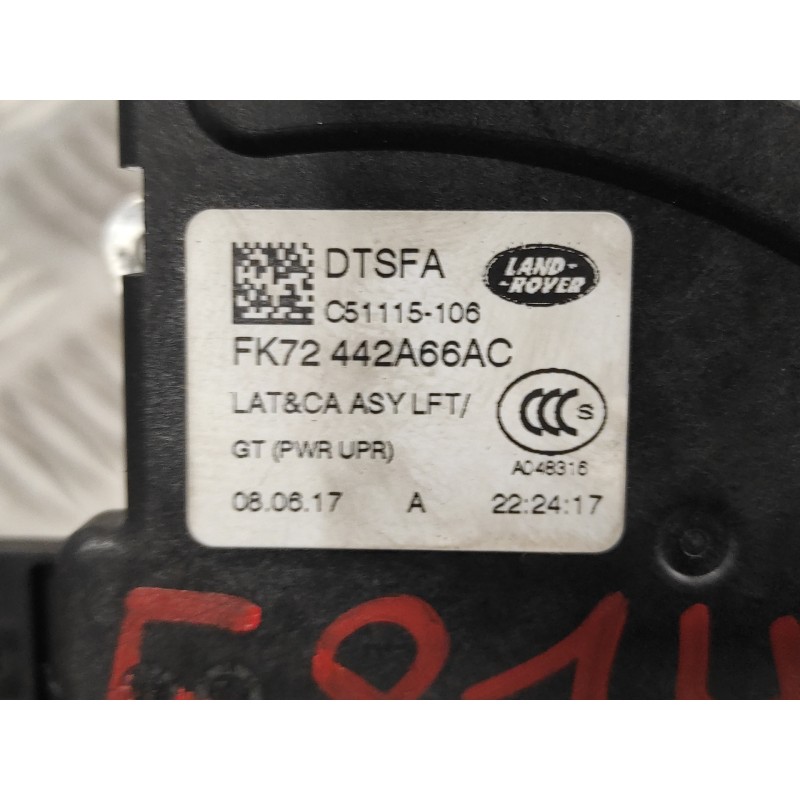 DTSFA
LAND-
-ROVER
C51115-106
FK72 442A66AC
LAT&CA ASY LFT/
GT (PWR UPR)
CCC S
A048316
08.06.17 A 22:24:17